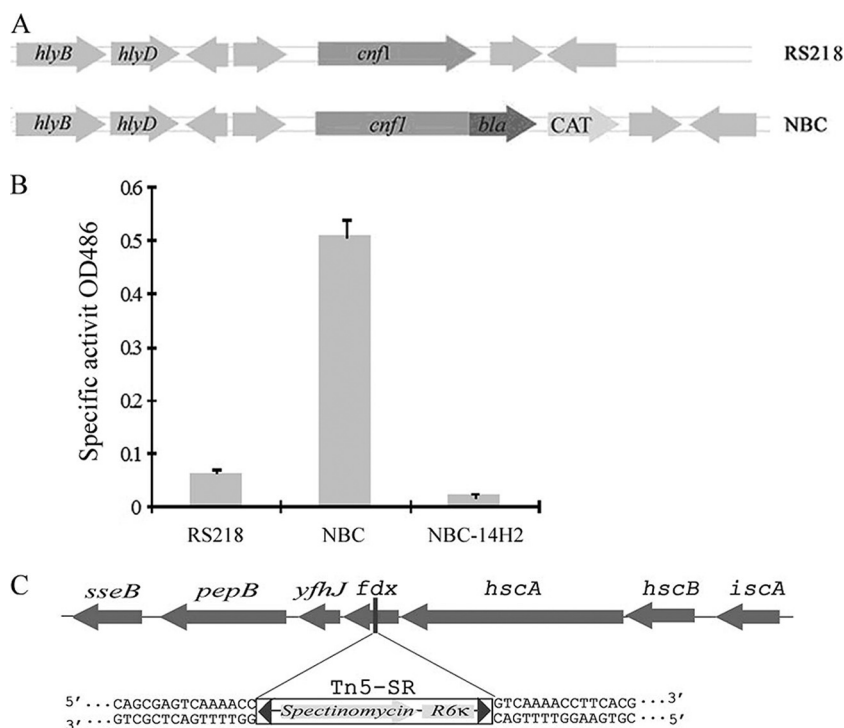 A
hlyB hlyD cnf1 RS218
hlyB hlyD cnf1 bla CAT NBC
B
Specific activit OD486
0.6
0.5
0.4
0.3
0.2
0.1
0
RS218 NBC NBC-14H2
C
sseB pepB yfhJ fdx hscA hscB iscA
Tn5-SR
5' ··· CAGCGAGTCAAAACC Spectinomycin R6κ GTCAAAACCTTCACG ··· 3'
3' ··· GTCGCTCAGTTTTGG CAGTTTTGGAAGTGC ··· 5'